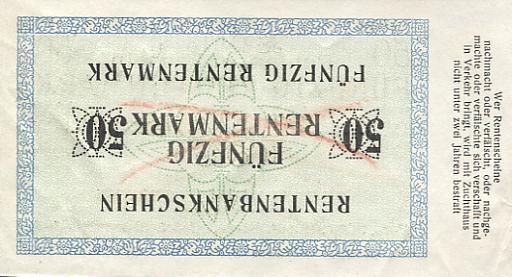 RENTENBANKSCHEIN
FÜNFZIG
50 RENTENMARK 50
FÜNFZIG RENTENMARK
Wer Rentenscheine
nachmacht oder verfälscht, oder nachge-
machte oder verfälschte sich verschafft und
in Verkehr bringt, wird mit Zuchthaus
nicht unter zwei Jahren bestraft